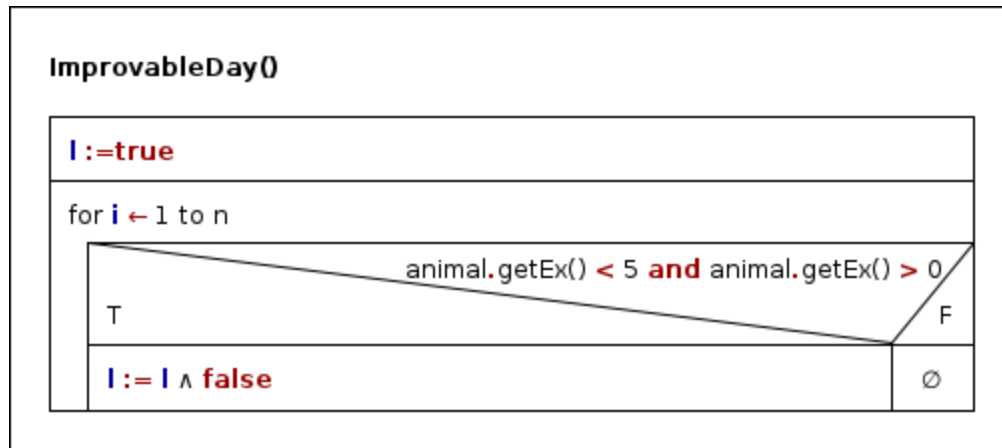 ImprovableDay()
l :=true
for i ← 1 to n
animal.getEx() < 5 and animal.getEx() > 0
T
F
l := l ∧ false
∅